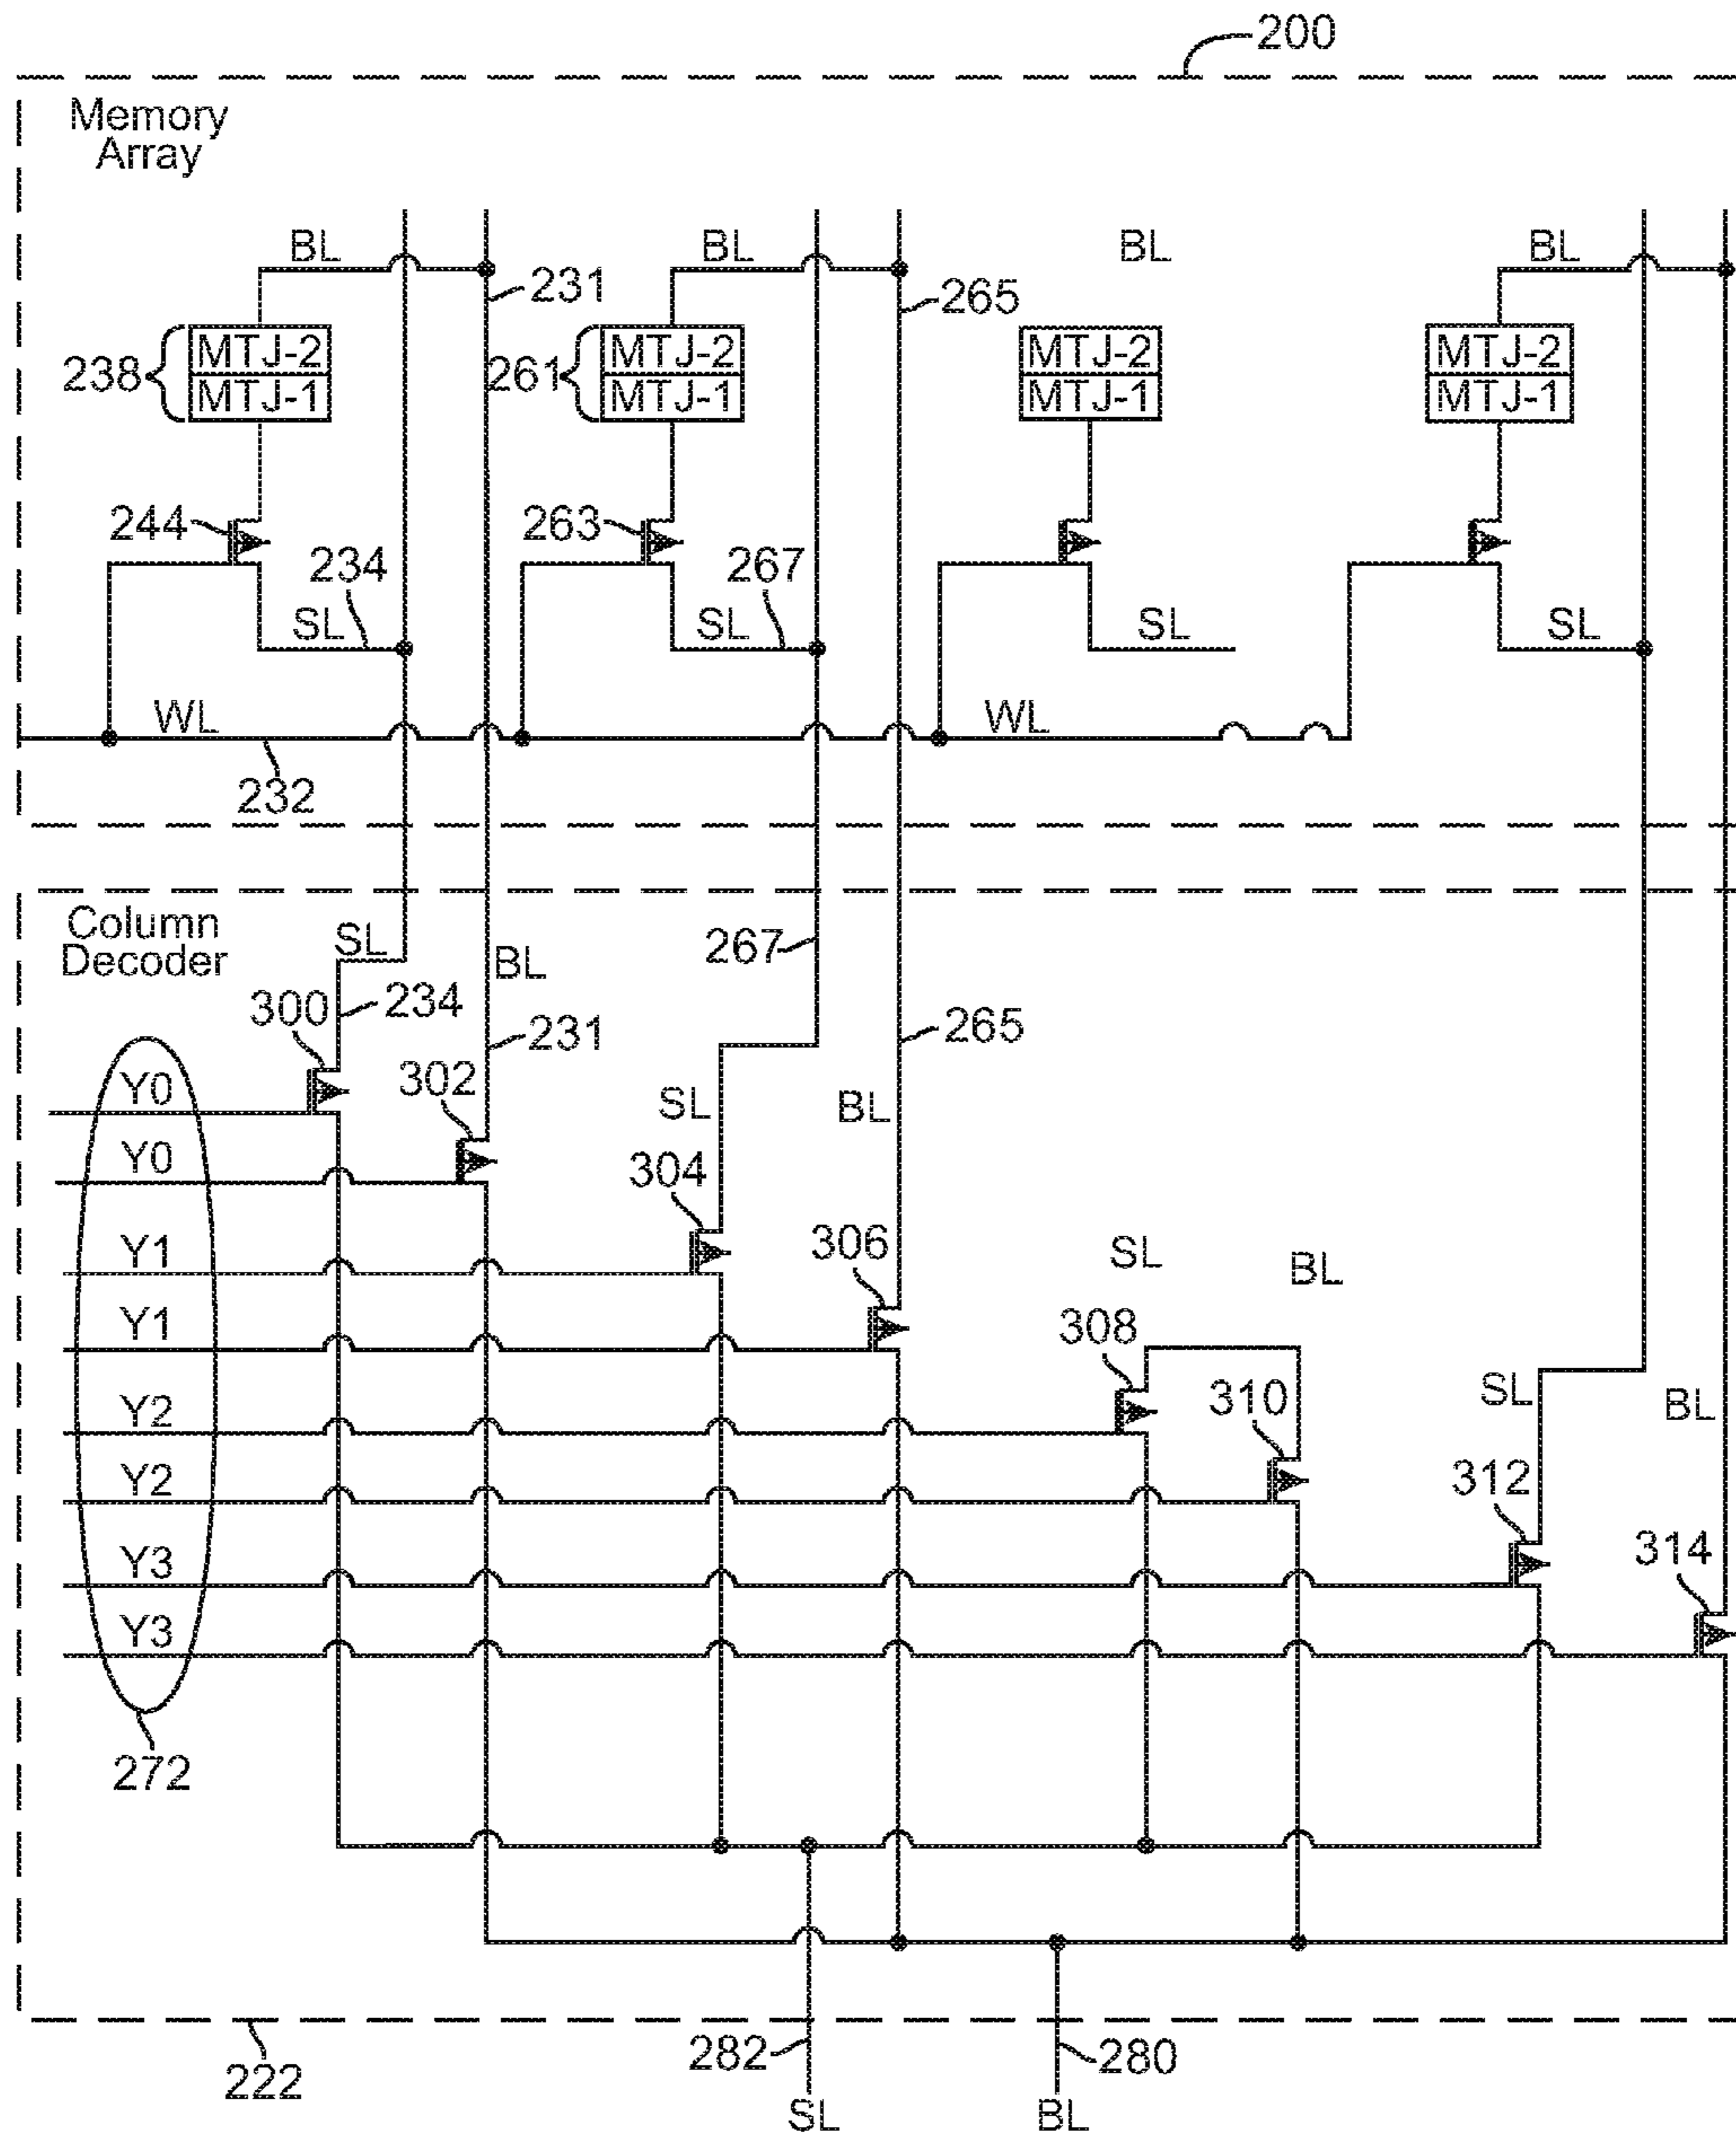 200
Memory
Array
BL BL BL BL
231 265
238 MTJ-2 261 MTJ-2 MTJ-2 MTJ-2
MTJ-1 MTJ-1 MTJ-1 MTJ-1
244 263
234 267
SL SL SL SL
WL WL
232
Column
Decoder
SL BL 267
300 234
231 265
Y0 302 SL BL
Y0 304
Y1 306 SL BL
Y1 308
Y2 310 SL BL
Y2 312
Y3 314
Y3
272
282 280
222
SL BL